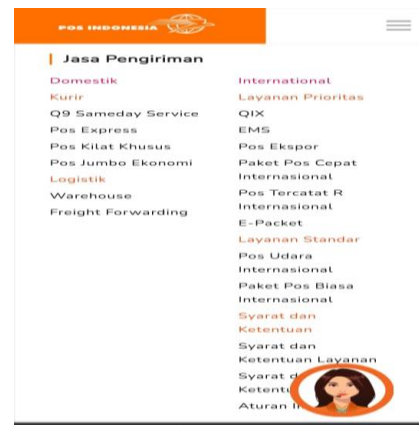 POS INDONESIA
Jasa Pengiriman
Domestik
Kurir
Q9 Sameday Service
Pos Express
Pos Kilat Khusus
Pos Jumbo Ekonomi
Logistik
Warehouse
Freight Forwarding
International
Layanan Prioritas
QIX
EMS
Pos Ekspor
Paket Pos Cepat
Internasional
Pos Tercatat R
Internasional
E-Packet
Layanan Standar
Pos Udara
Internasional
Paket Pos Biasa
Internasional
Syarat dan
Ketentuan
Syarat dan
Ketentuan Layanan
Syarat
Aturan